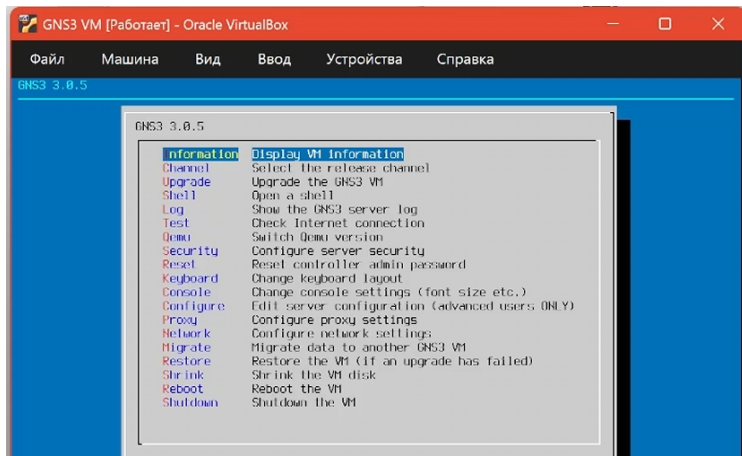 GNS3 VM [Работает] - Oracle VirtualBox
Файл Машина Вид Ввод Устройства Справка
GNS3 3.0.5
GNS3 3.0.5
Information Display VM information
Channel Select the release channel
Upgrade Upgrade the GNS3 VM
Shell Open a shell
Log Show the GNS3 server log
Test Check Internet connection
Qemu Switch Qemu version
Security Configure server security
Reset Reset controller admin password
Keyboard Change keyboard layout
Console Change console settings (font size etc.)
Configure Edit server configuration (advanced users ONLY)
Proxy Configure proxy settings
Network Configure network settings
Migrate Migrate data to another GNS3 VM
Restore Restore the VM (if an upgrade has failed)
Shrink Shrink the VM disk
Reboot Reboot the VM
Shutdown Shutdown the VM